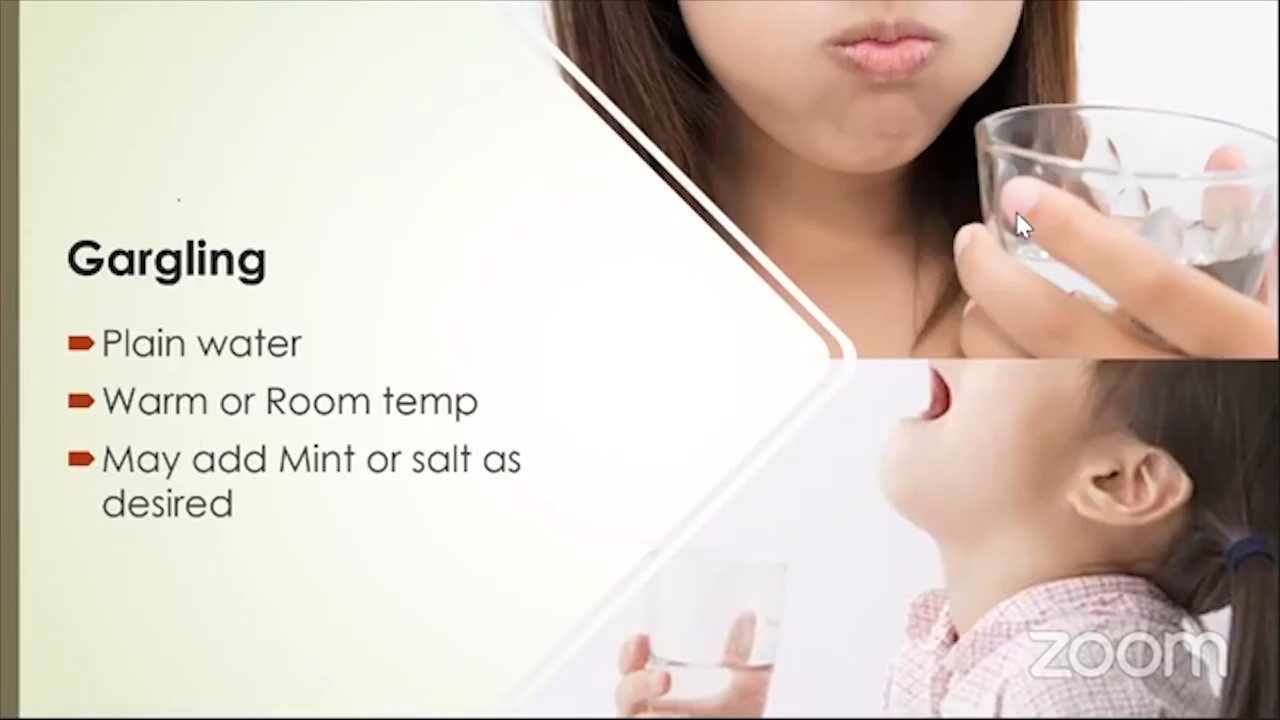 Gargling
Plain water
Warm or Room temp
May add Mint or salt as
desired
zoom